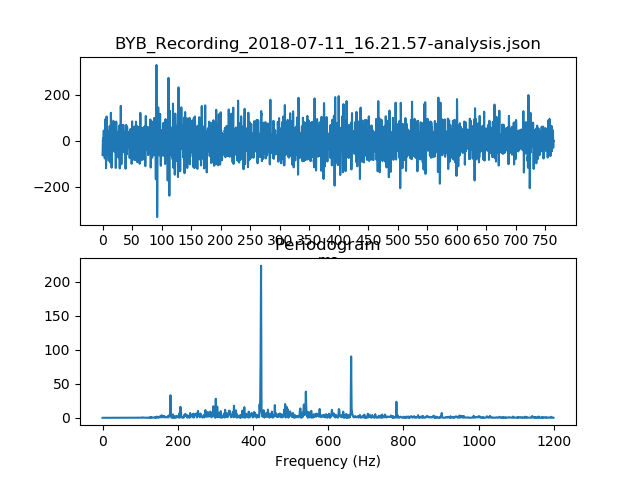 BYB_Recording_2018-07-11_16.21.57-analysis.json
200
0
−200
0 50 100 150 200 250 300 350 400 450 500 550 600 650 700 750
ms
Periodogram
200
150
100
50
0
0 200 400 600 800 1000 1200
Frequency (Hz)